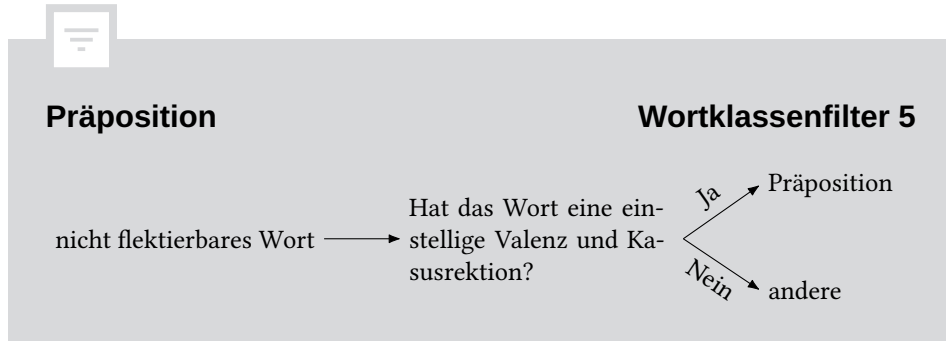 Präposition
Wortklassenfilter 5
nicht flektierbares Wort
Hat das Wort eine ein-
stellige Valenz und Ka-
susrektion?
Ja
Präposition
Nein
andere